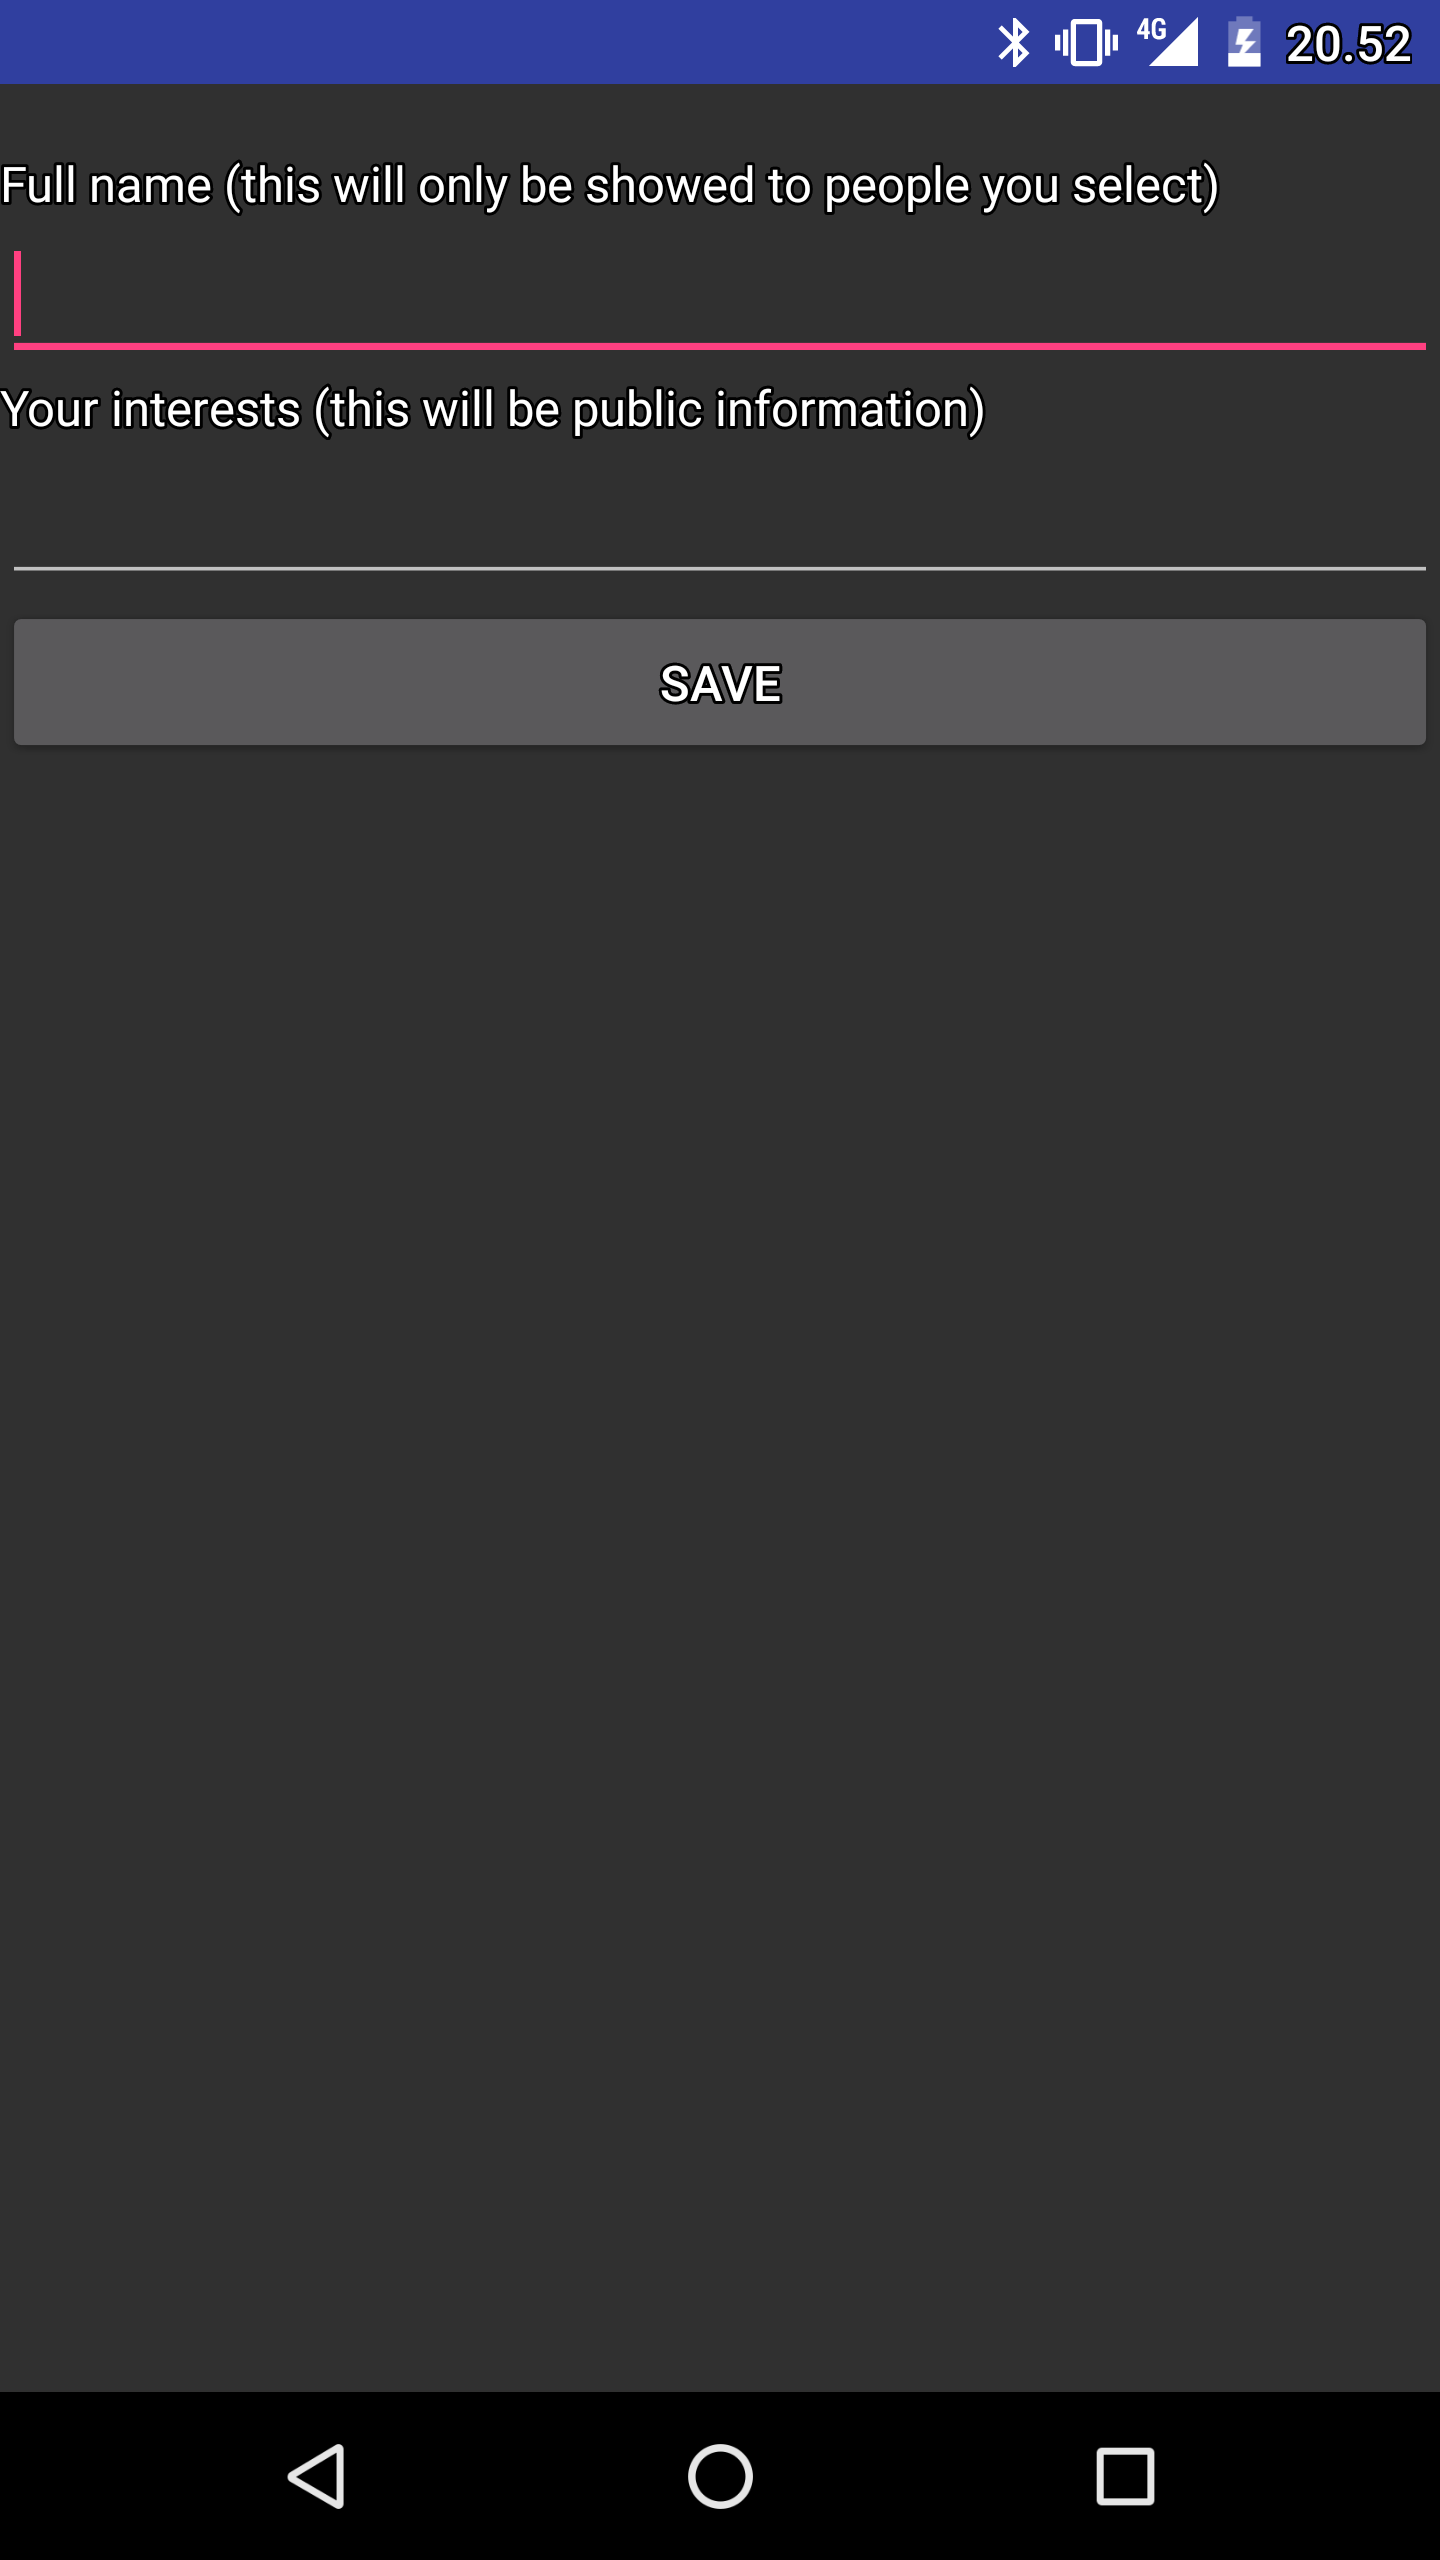 4G 20.52
Full name (this will only be showed to people you select)
Your interests (this will be public information)
SAVE